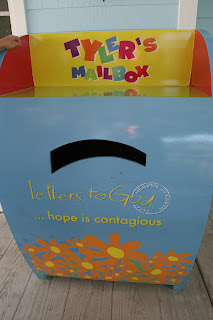 TYLER'S
MAILBOX
letters to God
... hope is contagious.